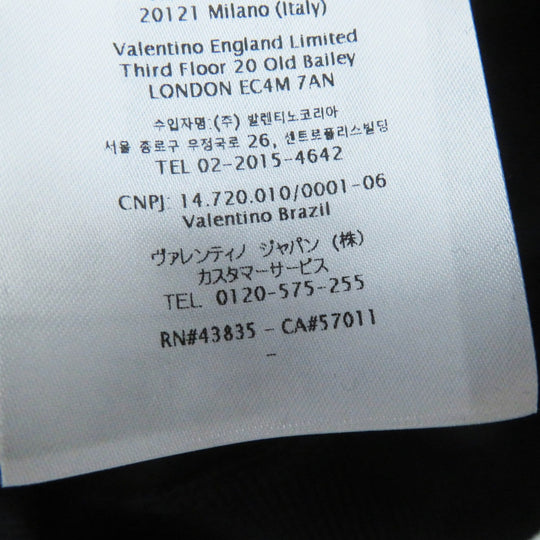 20121 Milano (Italy)
Valentino England Limited
Third Floor 20 Old Bailey
LONDON EC4M 7AN
수입자명:(주) 발렌티노코리아
서울 종로구 우정국로 26, 센트로폴리스빌딩
TEL 02-2015-4642
CNPJ: 14.720.010/0001-06
Valentino Brazil
ヴァレンティノ ジャパン (株)
カスタマーサービス
TEL. 0120-575-255
RN#43835 - CA#57011
-